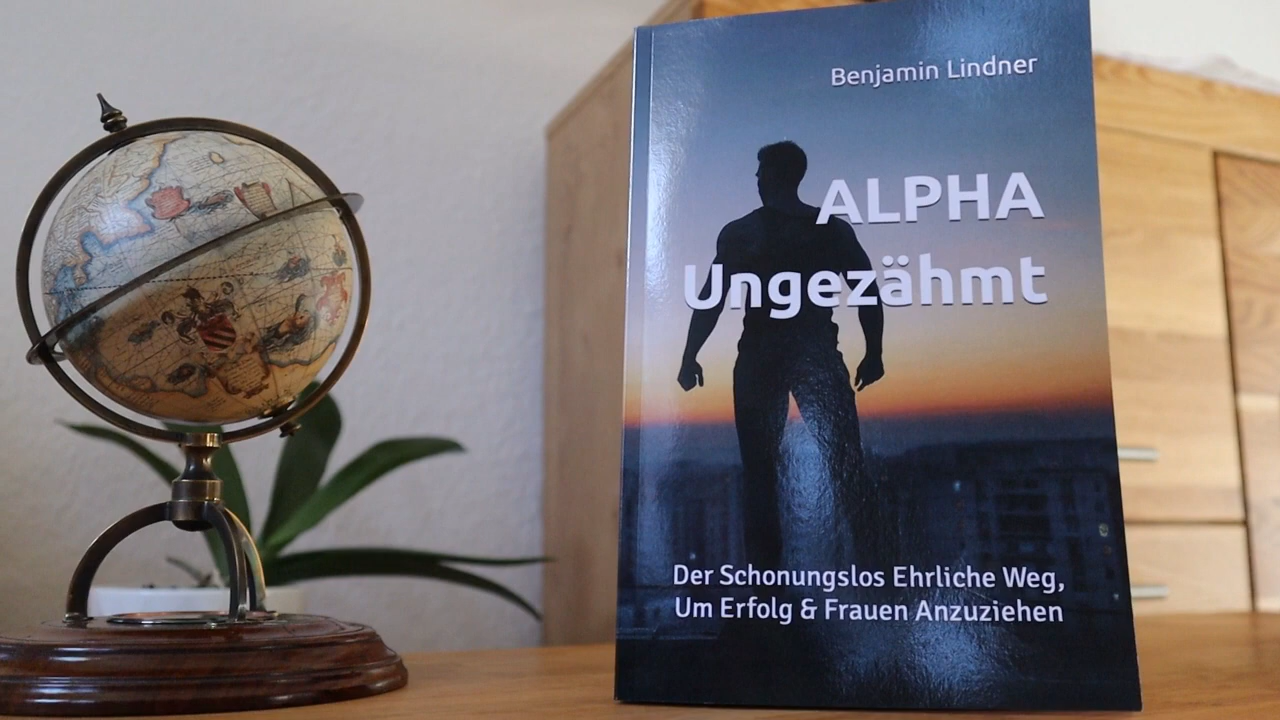 Benjamin Lindner
ALPHA
Ungezähmt
Der Schonungslos Ehrliche Weg,
Um Erfolg & Frauen Anzuziehen